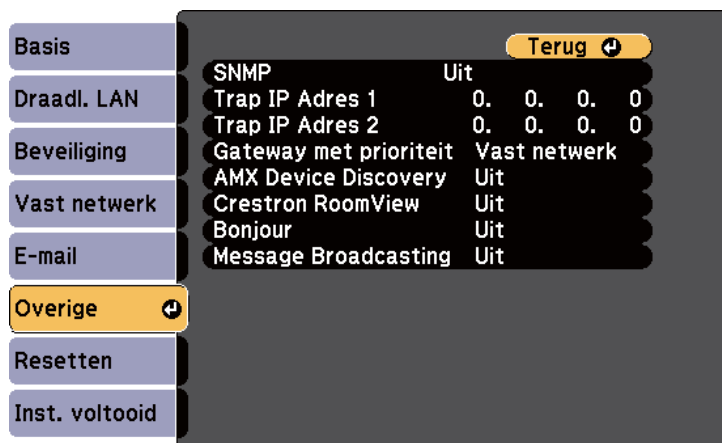 Basis
Draadl. LAN
Beveiliging
Vast netwerk
E-mail
Overige
Resetten
Inst. voltooid
Terug
SNMP Uit
Trap IP Adres 1 0. 0. 0. 0
Trap IP Adres 2 0. 0. 0. 0
Gateway met prioriteit Vast netwerk
AMX Device Discovery Uit
Crestron RoomView Uit
Bonjour Uit
Message Broadcasting Uit